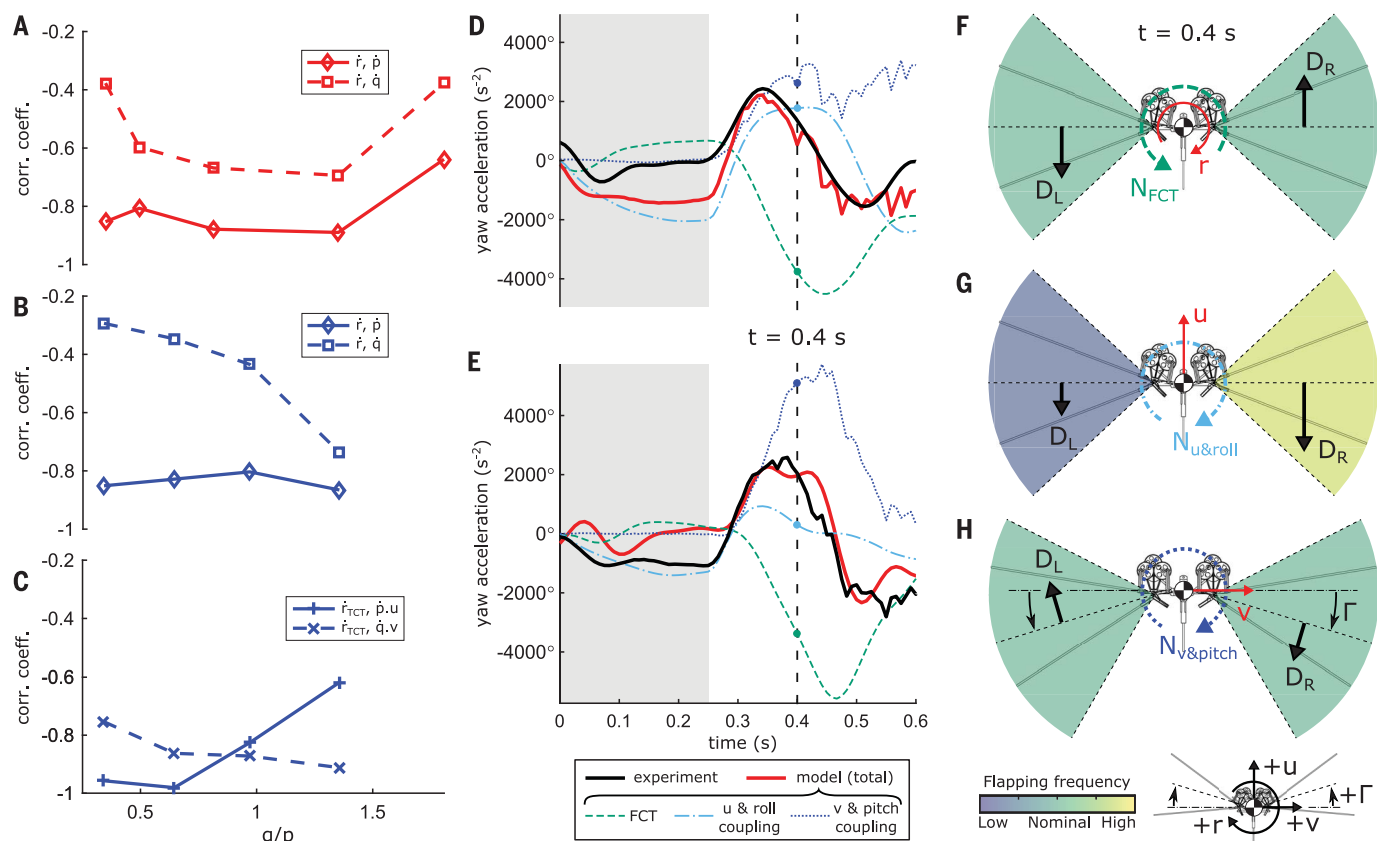 A
-0.2
-0.4
-0.6
-0.8
-1
corr. coeff.
ṙ, ṗ
ṙ, q̇
B
-0.2
-0.4
-0.6
-0.8
-1
corr. coeff.
ṙ, ṗ
ṙ, q̇
C
-0.2
-0.4
-0.6
-0.8
-1
corr. coeff.
ṙTCT, ṗ.u
ṙTCT, q̇.v
0.5
1
1.5
q/p
D
4000°
2000°
0°
-2000°
-4000°
yaw acceleration (s⁻²)
t = 0.4 s
E
4000°
2000°
0°
-2000°
-4000°
yaw acceleration (s⁻²)
0
0.1
0.2
0.3
0.4
0.5
0.6
time (s)
experiment
model (total)
FCT
u & roll coupling
v & pitch coupling
F
t = 0.4 s
DL
DR
NFCT
r
G
u
DL
DR
Nu&roll
H
DL
v
Γ
DR
Nv&pitch
Flapping frequency
Low
Nominal
High
+u
+Γ
+r
+v